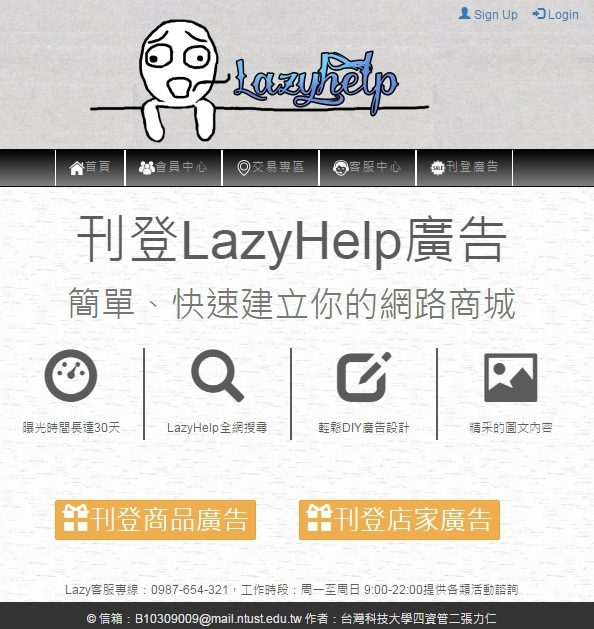 Sign Up Login
Lazyhelp
首頁 會員中心 交易專區 客服中心 SALE 刊登廣告
刊登LazyHelp廣告
簡單、快速建立你的網路商城
曝光時間長達30天 LazyHelp全網搜尋 輕鬆DIY廣告設計 精采的圖文內容
刊登商品廣告 刊登店家廣告
Lazy客服專線：0987-654-321，工作時段：周一至周日 9:00-22:00提供各類活動諮詢
© 信箱：B10309009@mail.ntust.edu.tw 作者：台灣科技大學四資管二張力仁